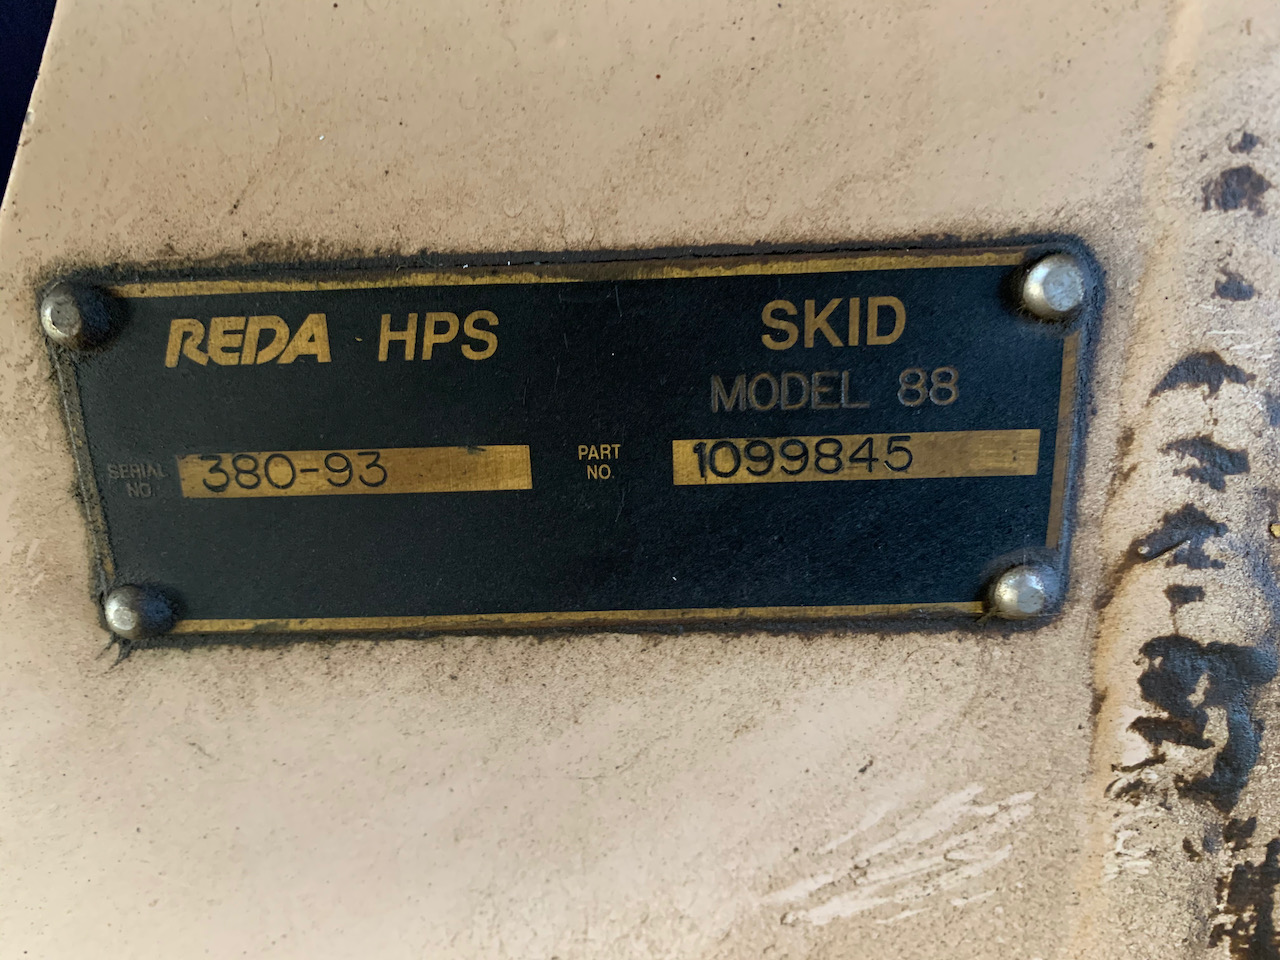 REDA HPS
SKID
MODEL 88
SERIAL NO. 380-93
PART NO. 1099845